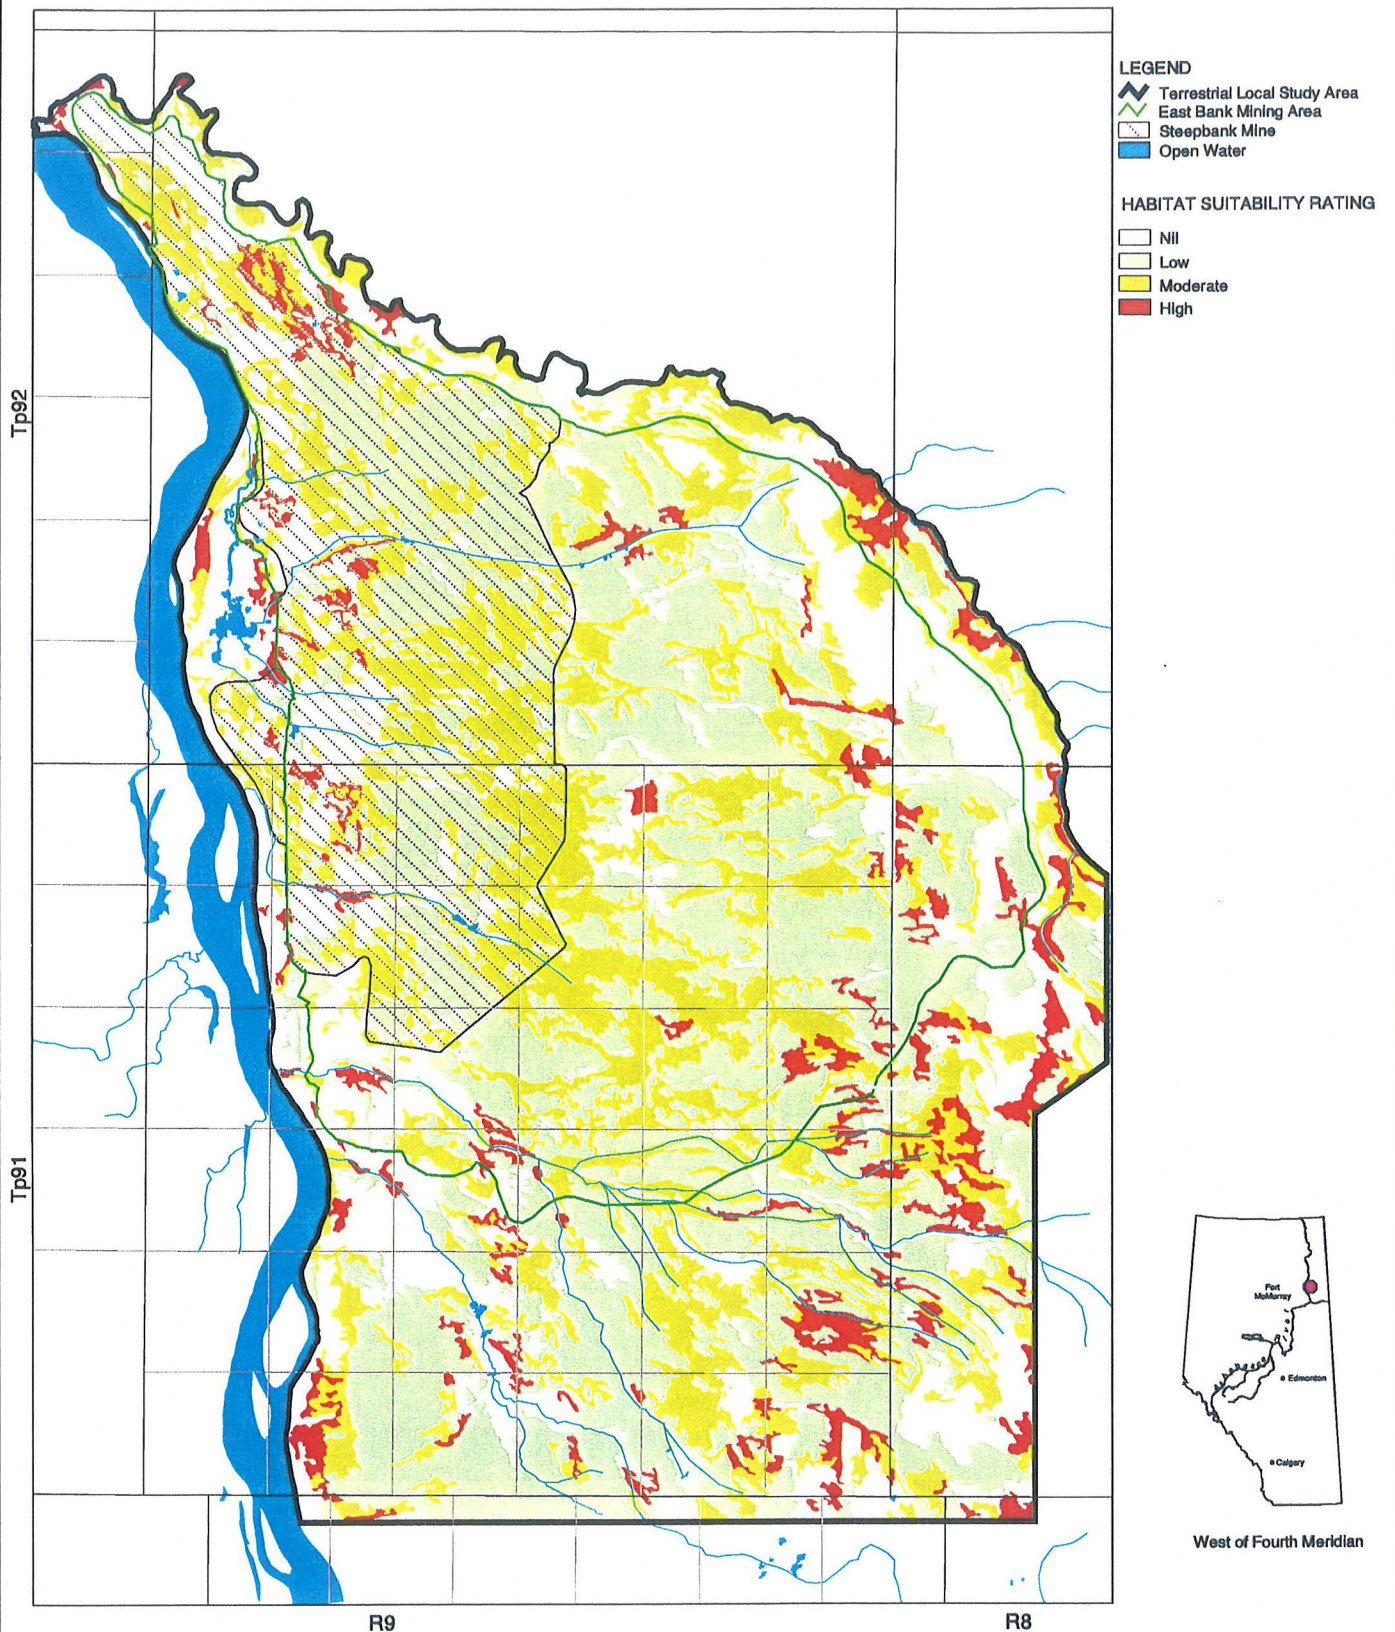 LEGEND
Terrestrial Local Study Area
East Bank Mining Area
Steepbank Mine
Open Water
HABITAT SUITABILITY RATING
Nil
Low
Moderate
High
Tp92
Tp91
Fort
McMurray
Edmonton
Calgary
West of Fourth Meridian
R9
R8